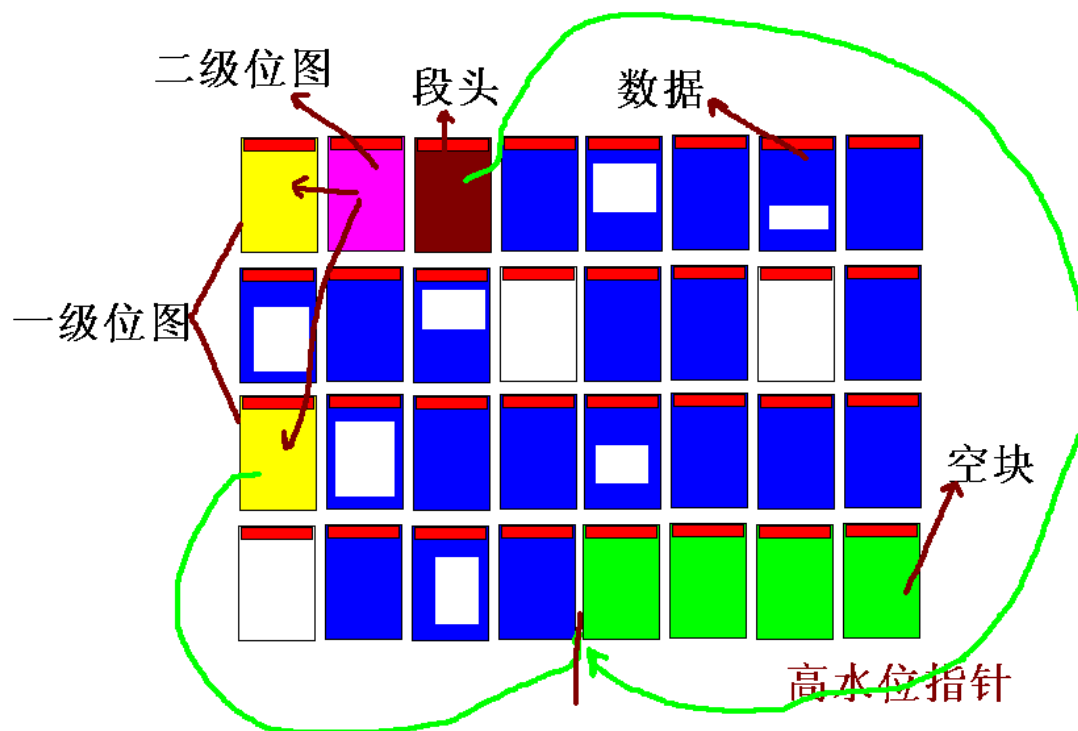 二级位图
段头
数据
一级位图
空块
高水位指针